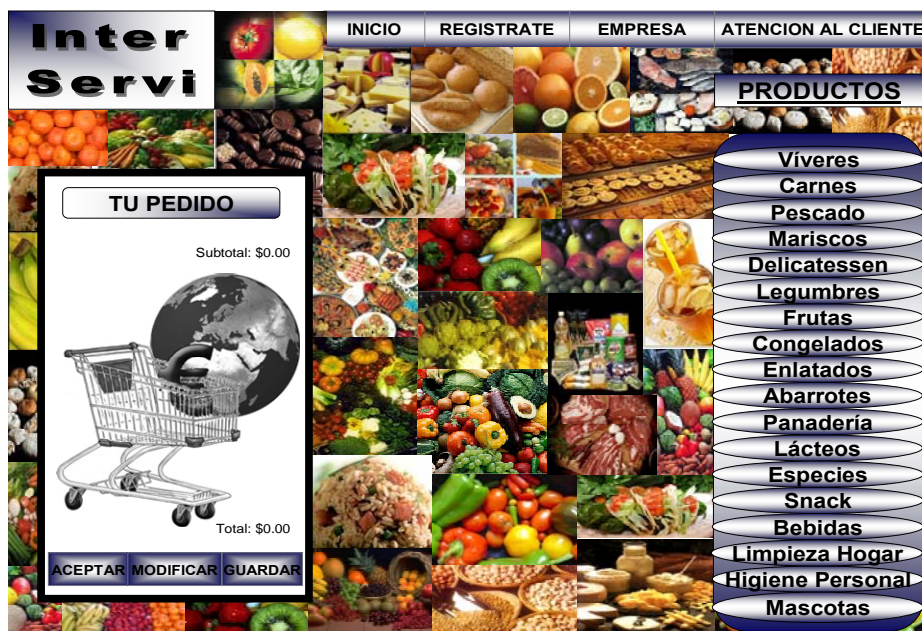 Inter
Servi
INICIO
REGISTRATE
EMPRESA
ATENCION AL CLIENTE
TU PEDIDO
Subtotal: $0.00
Total: $0.00
ACEPTAR
MODIFICAR
GUARDAR
PRODUCTOS
Víveres
Carnes
Pescado
Mariscos
Delicatessen
Legumbres
Frutas
Congelados
Enlatados
Abarrotes
Panadería
Lácteos
Especies
Snack
Bebidas
Limpieza Hogar
Higiene Personal
Mascotas